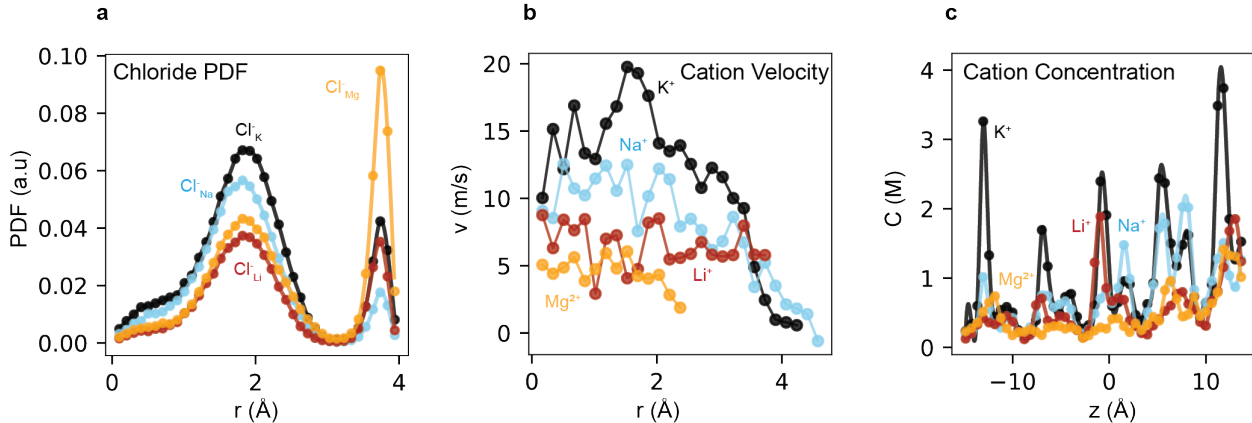 a
Chloride PDF
PDF (a.u)
0.10
0.08
0.06
0.04
0.02
0.00
Cl⁻Mg
Cl⁻K
Cl⁻Na
Cl⁻Li
0
2
4
r (Å)
b
Cation Velocity
v (m/s)
20
15
10
5
0
K⁺
Na⁺
Li⁺
Mg²⁺
0
2
4
r (Å)
c
Cation Concentration
C (M)
4
3
2
1
0
K⁺
Li⁺
Na⁺
Mg²⁺
−10
0
10
z (Å)